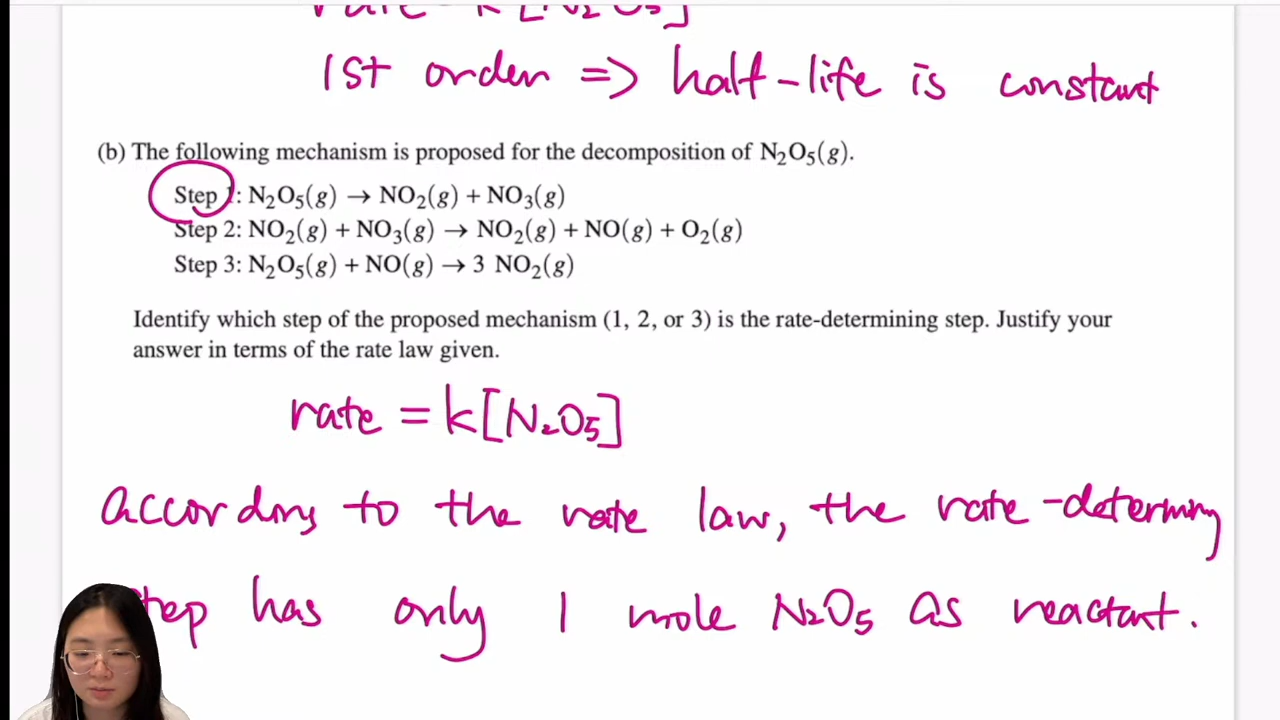 rate = k[N₂O₅]
1st order => half-life is constant
(b) The following mechanism is proposed for the decomposition of N₂O₅(g).
Step 1: N₂O₅(g) → NO₂(g) + NO₃(g)
Step 2: NO₂(g) + NO₃(g) → NO₂(g) + NO(g) + O₂(g)
Step 3: N₂O₅(g) + NO(g) → 3 NO₂(g)
Identify which step of the proposed mechanism (1, 2, or 3) is the rate-determining step. Justify your
answer in terms of the rate law given.
rate = k[N₂O₅]
According to the rate law, the rate-determining
step has only 1 mole N₂O₅ as reactant.